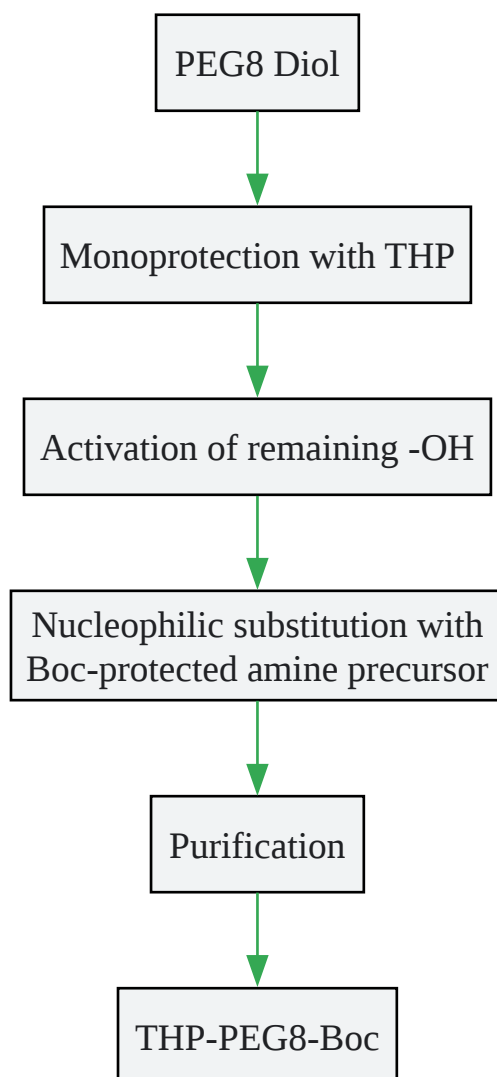 PEG8 Diol
Monoprotection with THP
Activation of remaining -OH
Nucleophilic substitution with
Boc-protected amine precursor
Purification
THP-PEG8-Boc